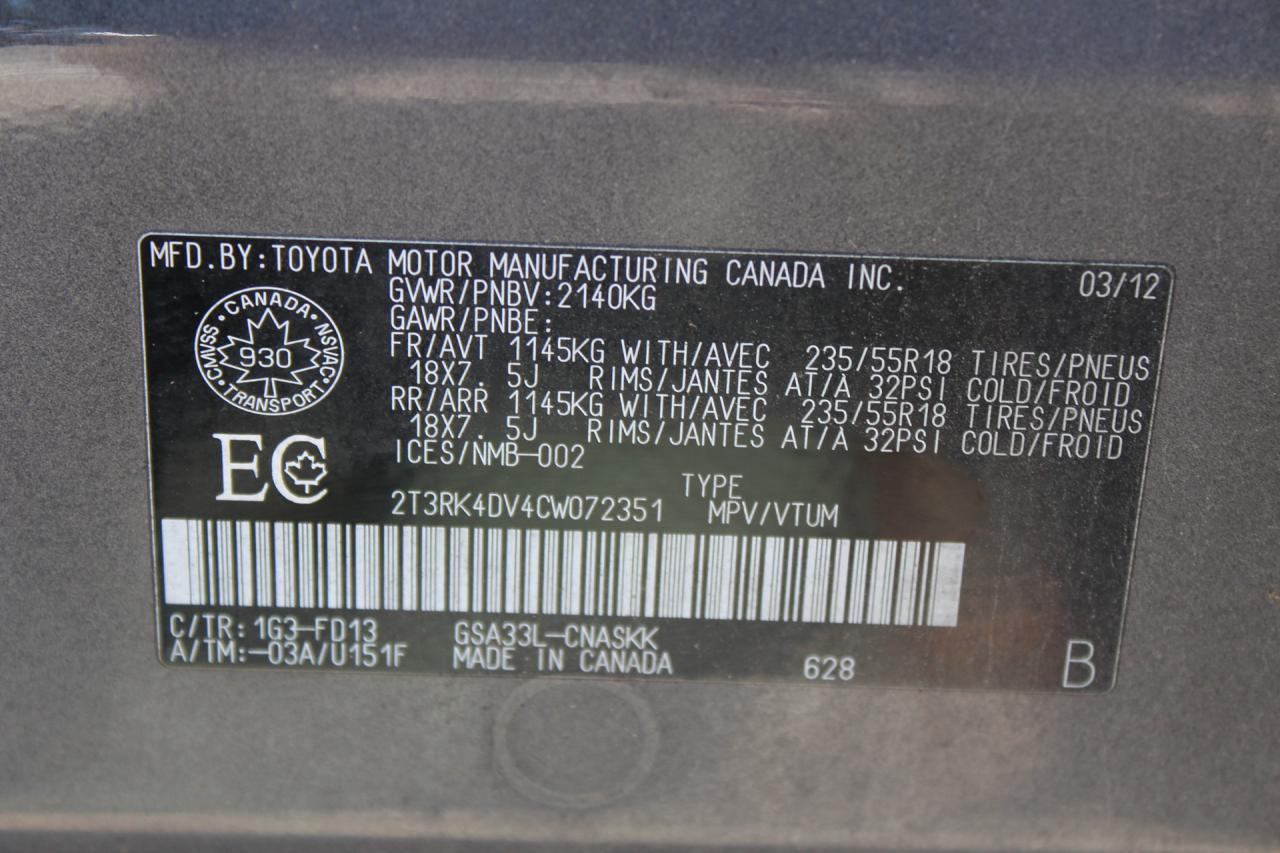 MFD.BY:TOYOTA MOTOR MANUFACTURING CANADA INC. 03/12
GVWR/PNBV:2140KG
GAWR/PNBE:
FR/AVT 1145KG WITH/AVEC 235/55R18 TIRES/PNEUS
18X7.5J RIMS/JANTES AT/A 32PSI COLD/FROID
RR/ARR 1145KG WITH/AVEC 235/55R18 TIRES/PNEUS
18X7.5J RIMS/JANTES AT/A 32PSI COLD/FROID
ICES/NMB-002
CANADA
CMVSS 930 NSVAC
TRANSPORT
EC
TYPE
2T3RK4DV4CW072351 MPV/VTUM
C/TR:1G3-FD13 GSA33L-CNASKK
A/TM:-03A/U151F MADE IN CANADA 628 B